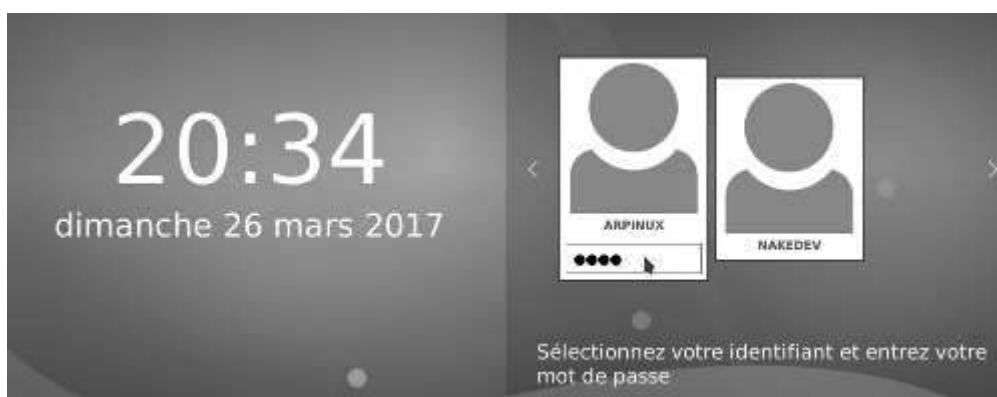 20:34
dimanche 26 mars 2017
ARPINUX
NAKEDEV
Sélectionnez votre identifiant et entrez votre
mot de passe